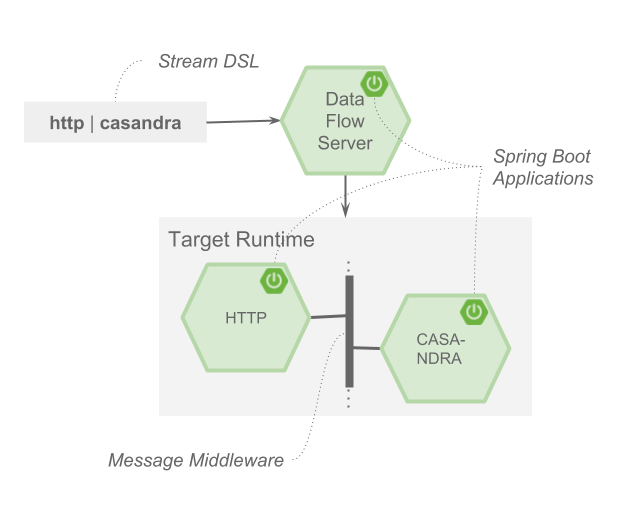 Stream DSL
http | casandra
Data
Flow
Server
Spring Boot
Applications
Target Runtime
HTTP
CASA-
NDRA
Message Middleware